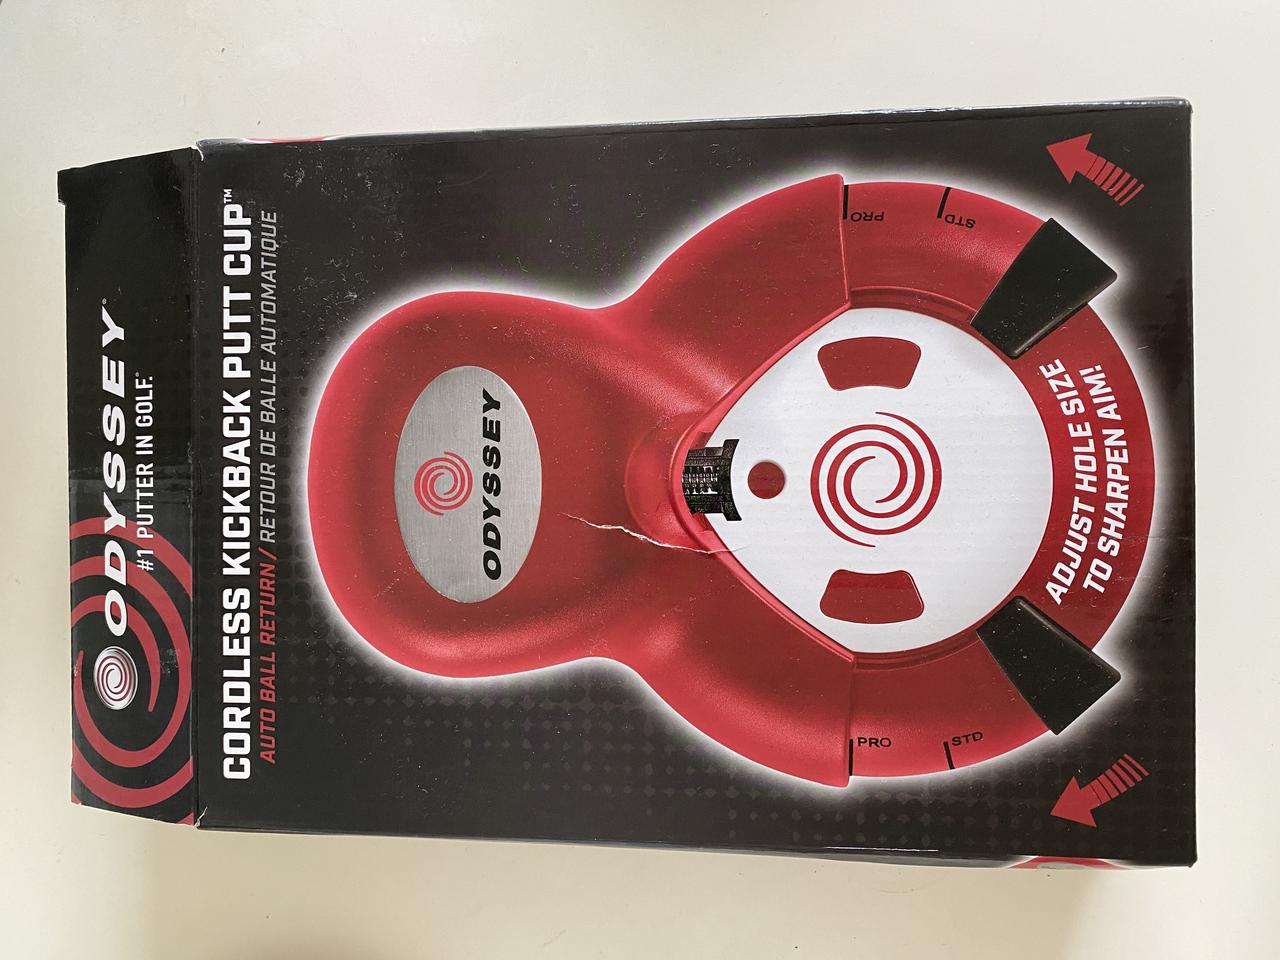 ODYSSEY®
#1 PUTTER IN GOLF.®
CORDLESS KICKBACK PUTT CUP™
AUTO BALL RETURN / RETOUR DE BALLE AUTOMATIQUE
ODYSSEY
PRO
STD
PRO
STD
ADJUST HOLE SIZE
TO SHARPEN AIM!